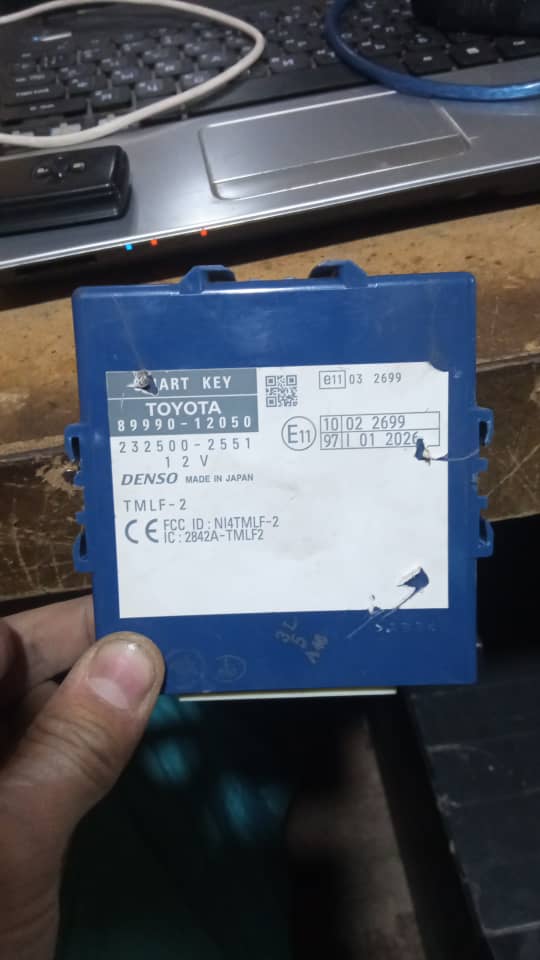 KEY
TOYOTA
89990-12050
232500-2551
12V
DENSO MADE IN JAPAN
TMLF-2
CE FCC ID : NI4TMLF-2
IC : 2842A-TMLF2
e11 03 2699
E11
10 02 2699
97 I 01 2026